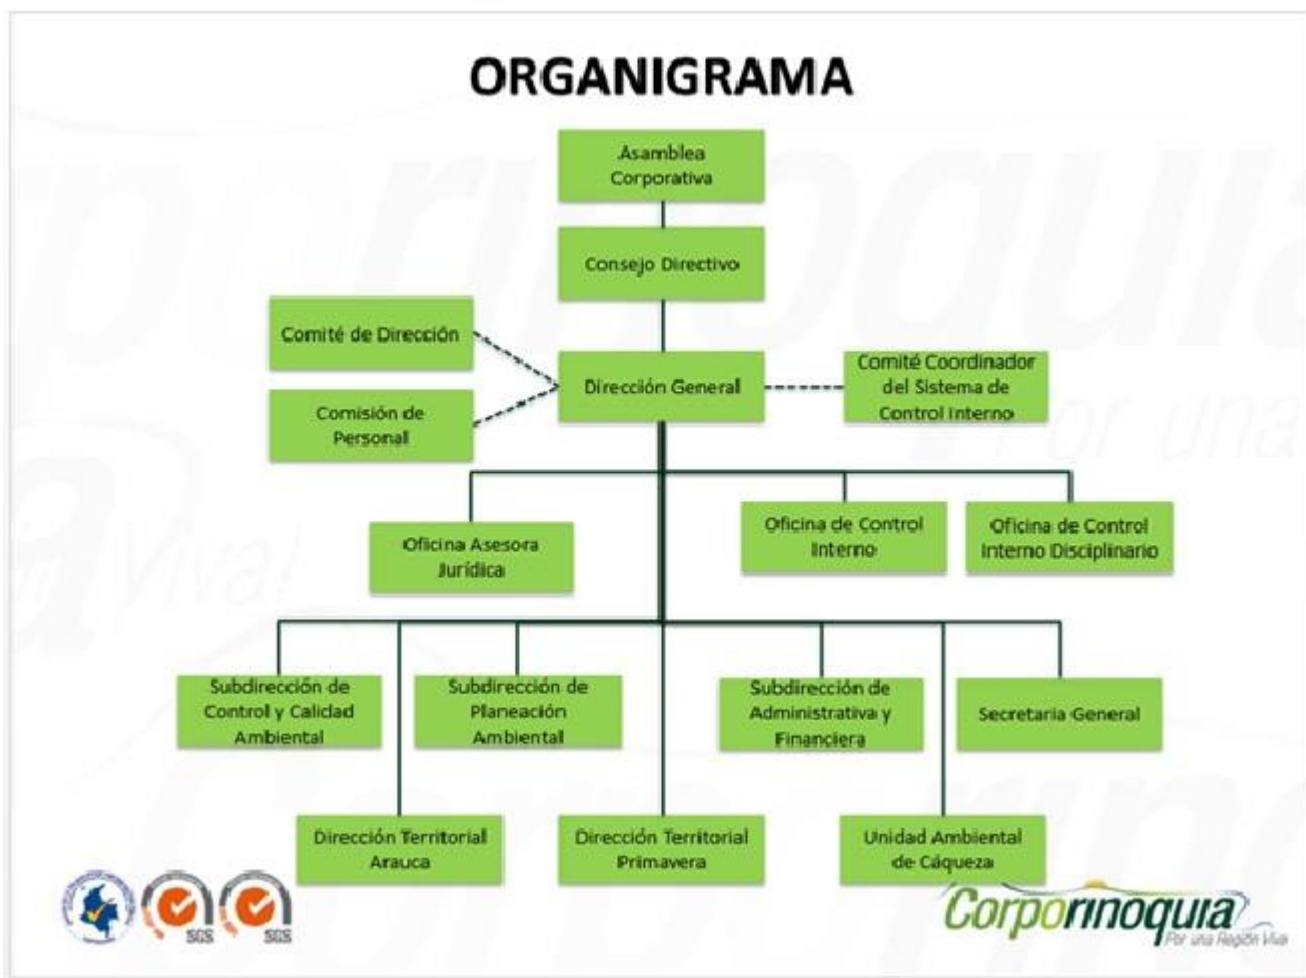 ORGANIGRAMA
Asamblea
Corporativa
Consejo Directivo
Comité de Dirección
Comisión de
Personal
Dirección General
Comité Coordinador
del Sistema de
Control Interno
Oficina Asesora
Jurídica
Oficina de Control
Interno
Oficina de Control
Interno Disciplinario
Subdirección de
Control y Calidad
Ambiental
Subdirección de
Planeación
Ambiental
Subdirección de
Administrativa y
Financiera
Secretaria General
Dirección Territorial
Arauca
Dirección Territorial
Primavera
Unidad Ambiental
de Cáqueza
SGS
SGS
Corporinoquia
Por una Región Viva